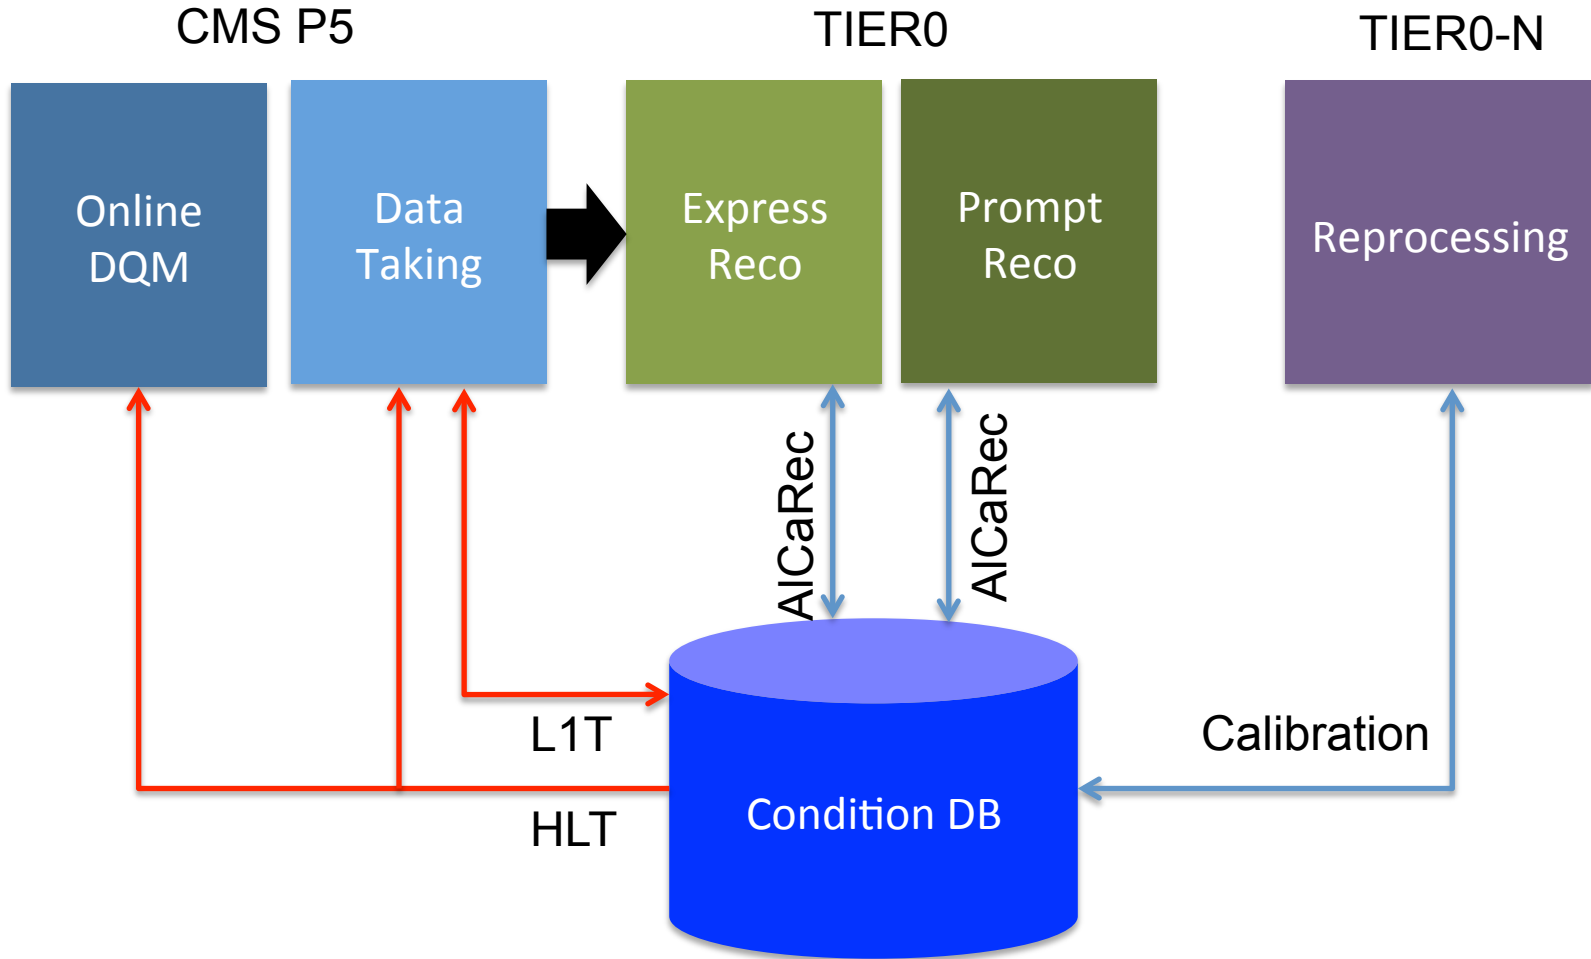 CMS P5
TIER0
TIER0-N
Online
DQM
Data
Taking
Express
Reco
Prompt
Reco
Reprocessing
AlCaRec
AlCaRec
L1T
HLT
Calibration
Condition DB